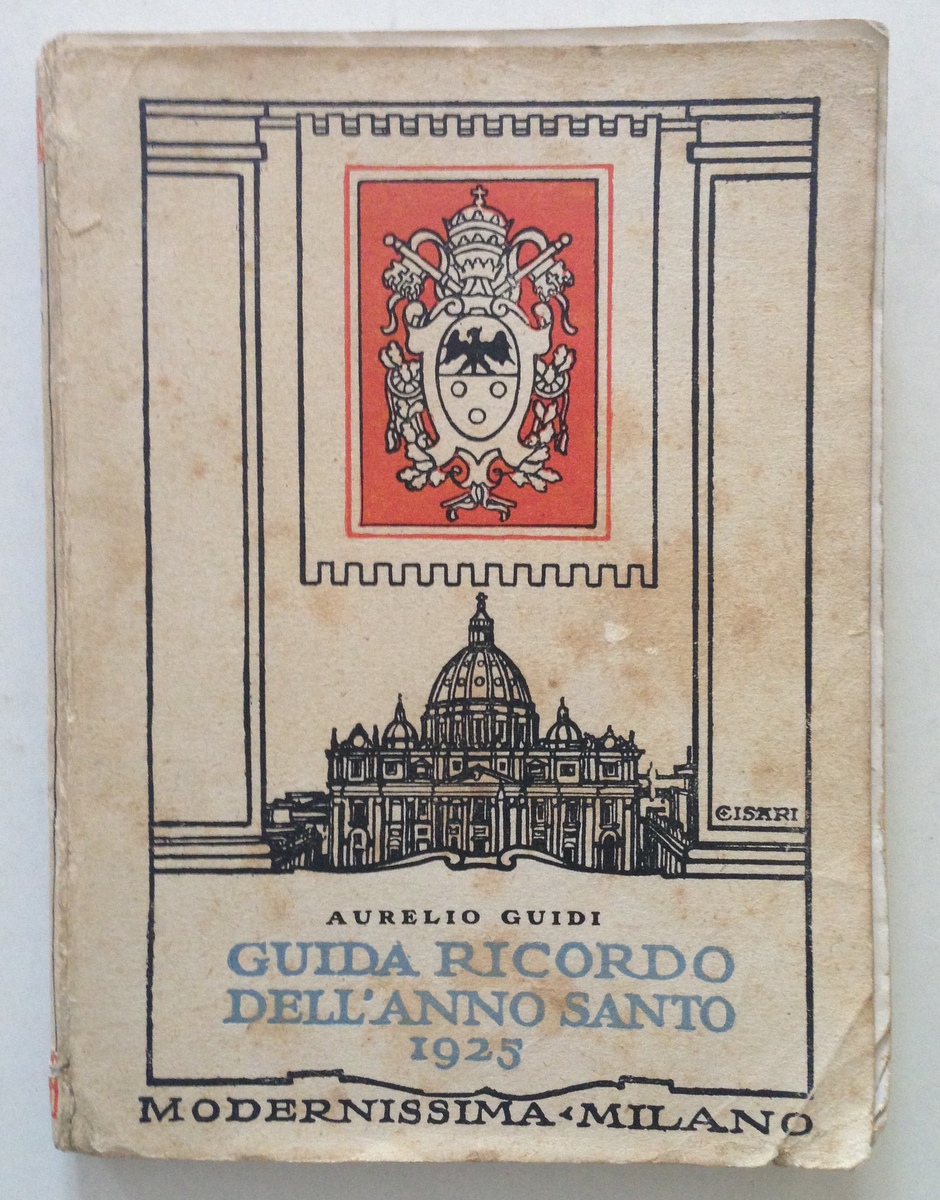 CISARI
AURELIO GUIDI
GUIDA RICORDO
DELL'ANNO SANTO
1925
MODERNISSIMA · MILANO